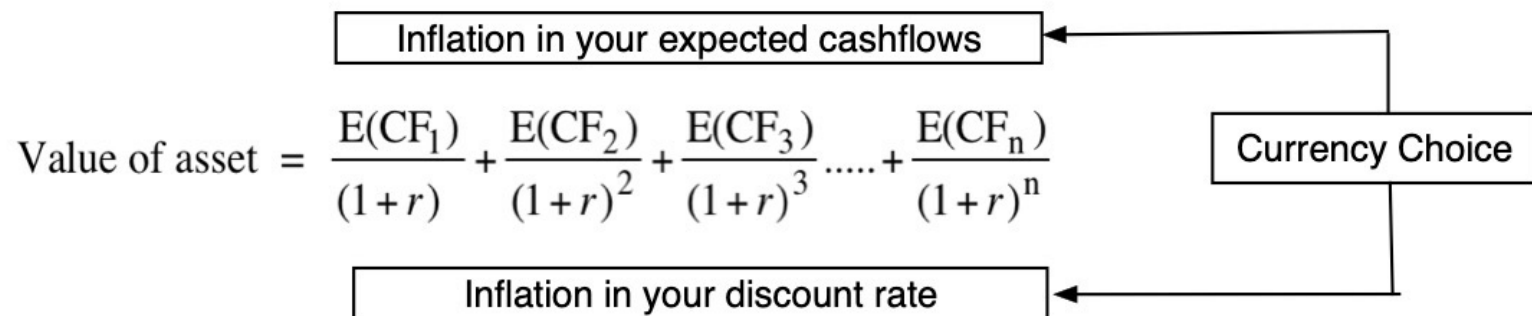 Inflation in your expected cashflows
Value of asset = E(CF₁)/(1+r) + E(CF₂)/(1+r)² + E(CF₃)/(1+r)³ ..... + E(CFₙ)/(1+r)ⁿ
Currency Choice
Inflation in your discount rate